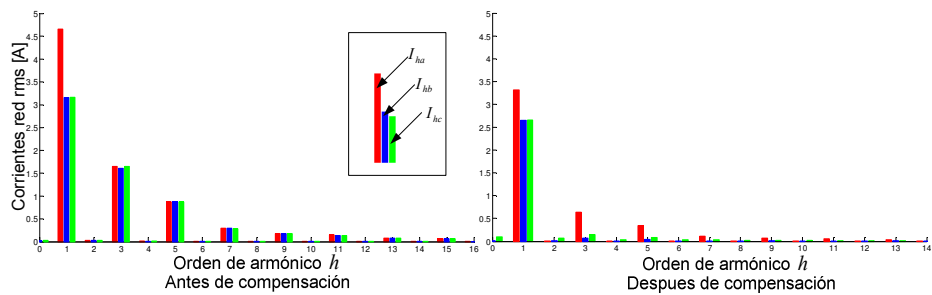 Corrientes red rms [A]
5
4.5
4
3.5
3
2.5
2
1.5
1
0.5
0
0 1 2 3 4 5 6 7 8 9 10 11 12 13 14 15 16
Orden de armónico h
Antes de compensación
I ha
I hb
I hc
5
4.5
4
3.5
3
2.5
2
1.5
1
0.5
0
0 1 2 3 4 5 6 7 8 9 10 11 12 13 14
Orden de armónico h
Despues de compensación